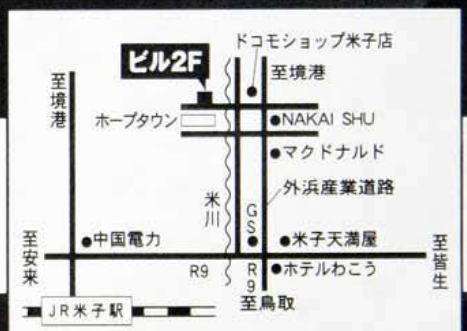 ドコモショップ米子店
ビル2F
至境港
至境港
ホープタウン
NAKAI SHU
マクドナルド
外浜産業道路
米川
GS
中国電力
米子天満屋
至安来
至皆生
R9
R9
ホテルわこう
至鳥取
JR米子駅